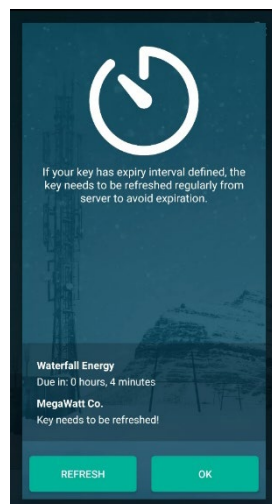 If your key has expiry interval defined, the
key needs to be refreshed regularly from
server to avoid expiration.
Waterfall Energy
Due in: 0 hours, 4 minutes
MegaWatt Co.
Key needs to be refreshed!
REFRESH
OK